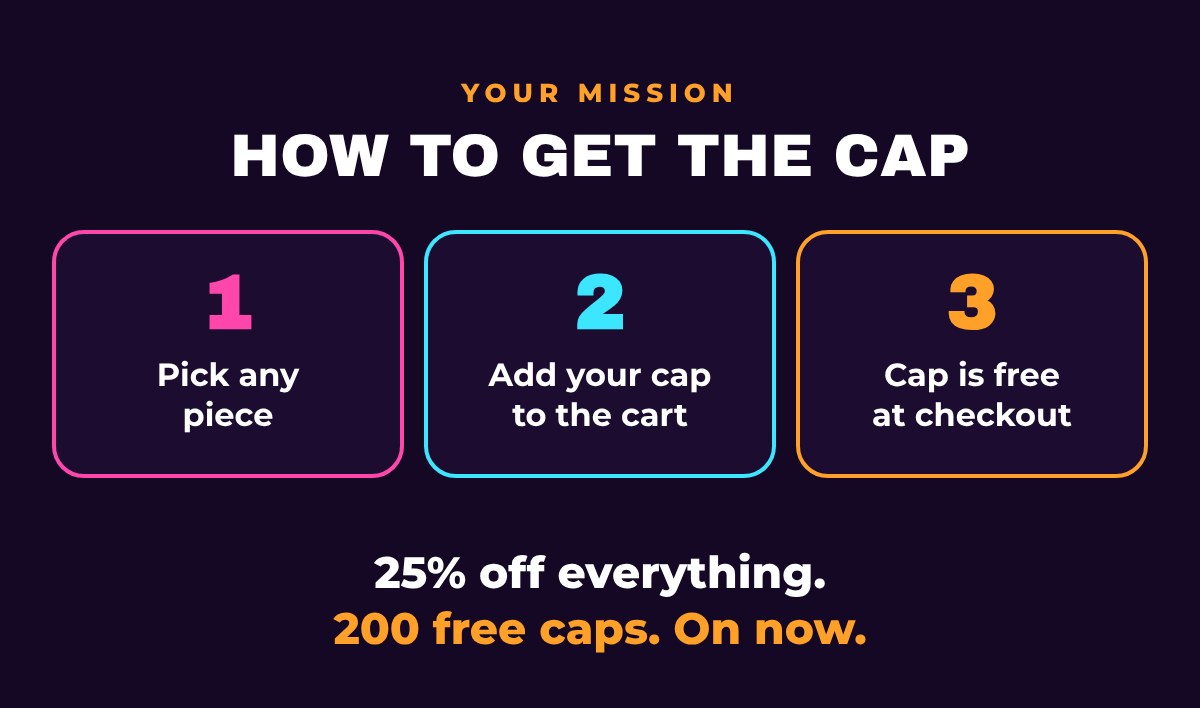 YOUR MISSION
HOW TO GET THE CAP
1
Pick any
piece
2
Add your cap
to the cart
3
Cap is free
at checkout
25% off everything.
200 free caps. On now.